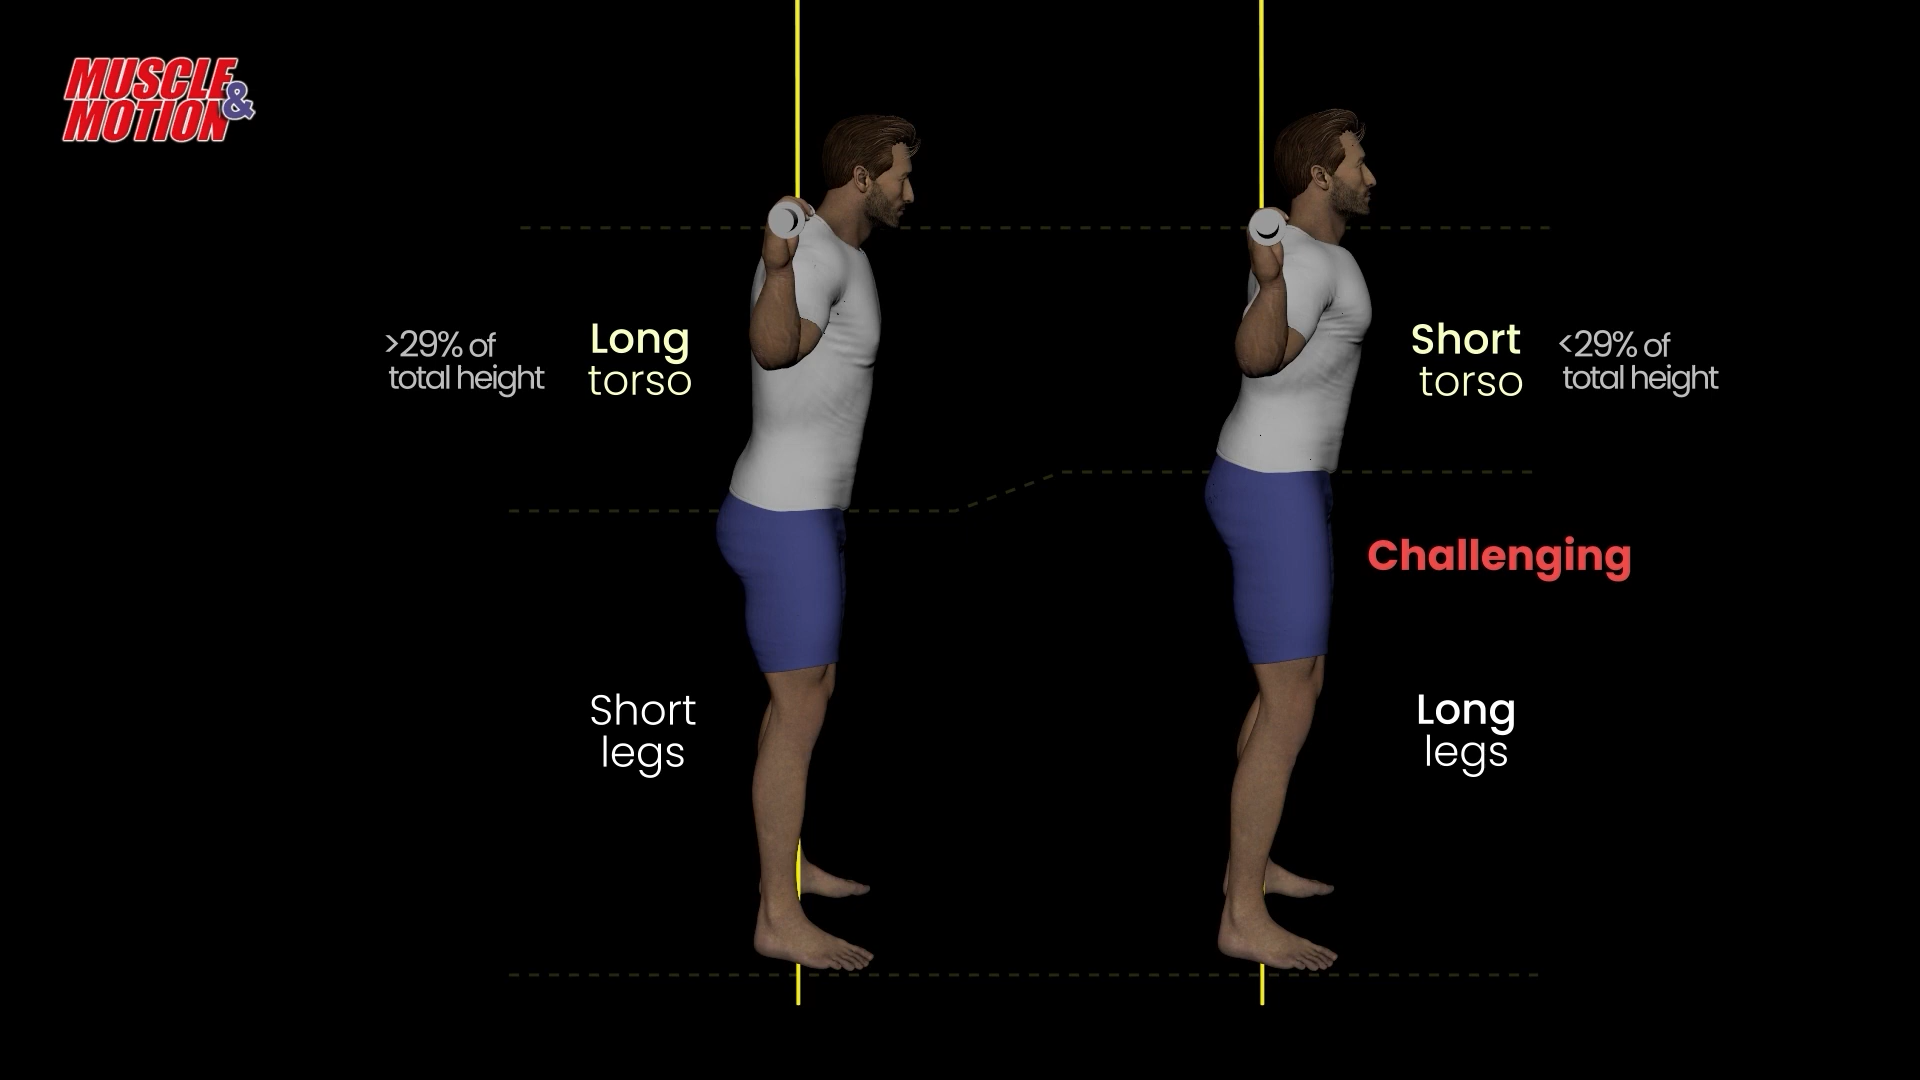 MUSCLE &
MOTION
>29% of
total height
Long
torso
Short
torso
<29% of
total height
Challenging
Short
legs
Long
legs